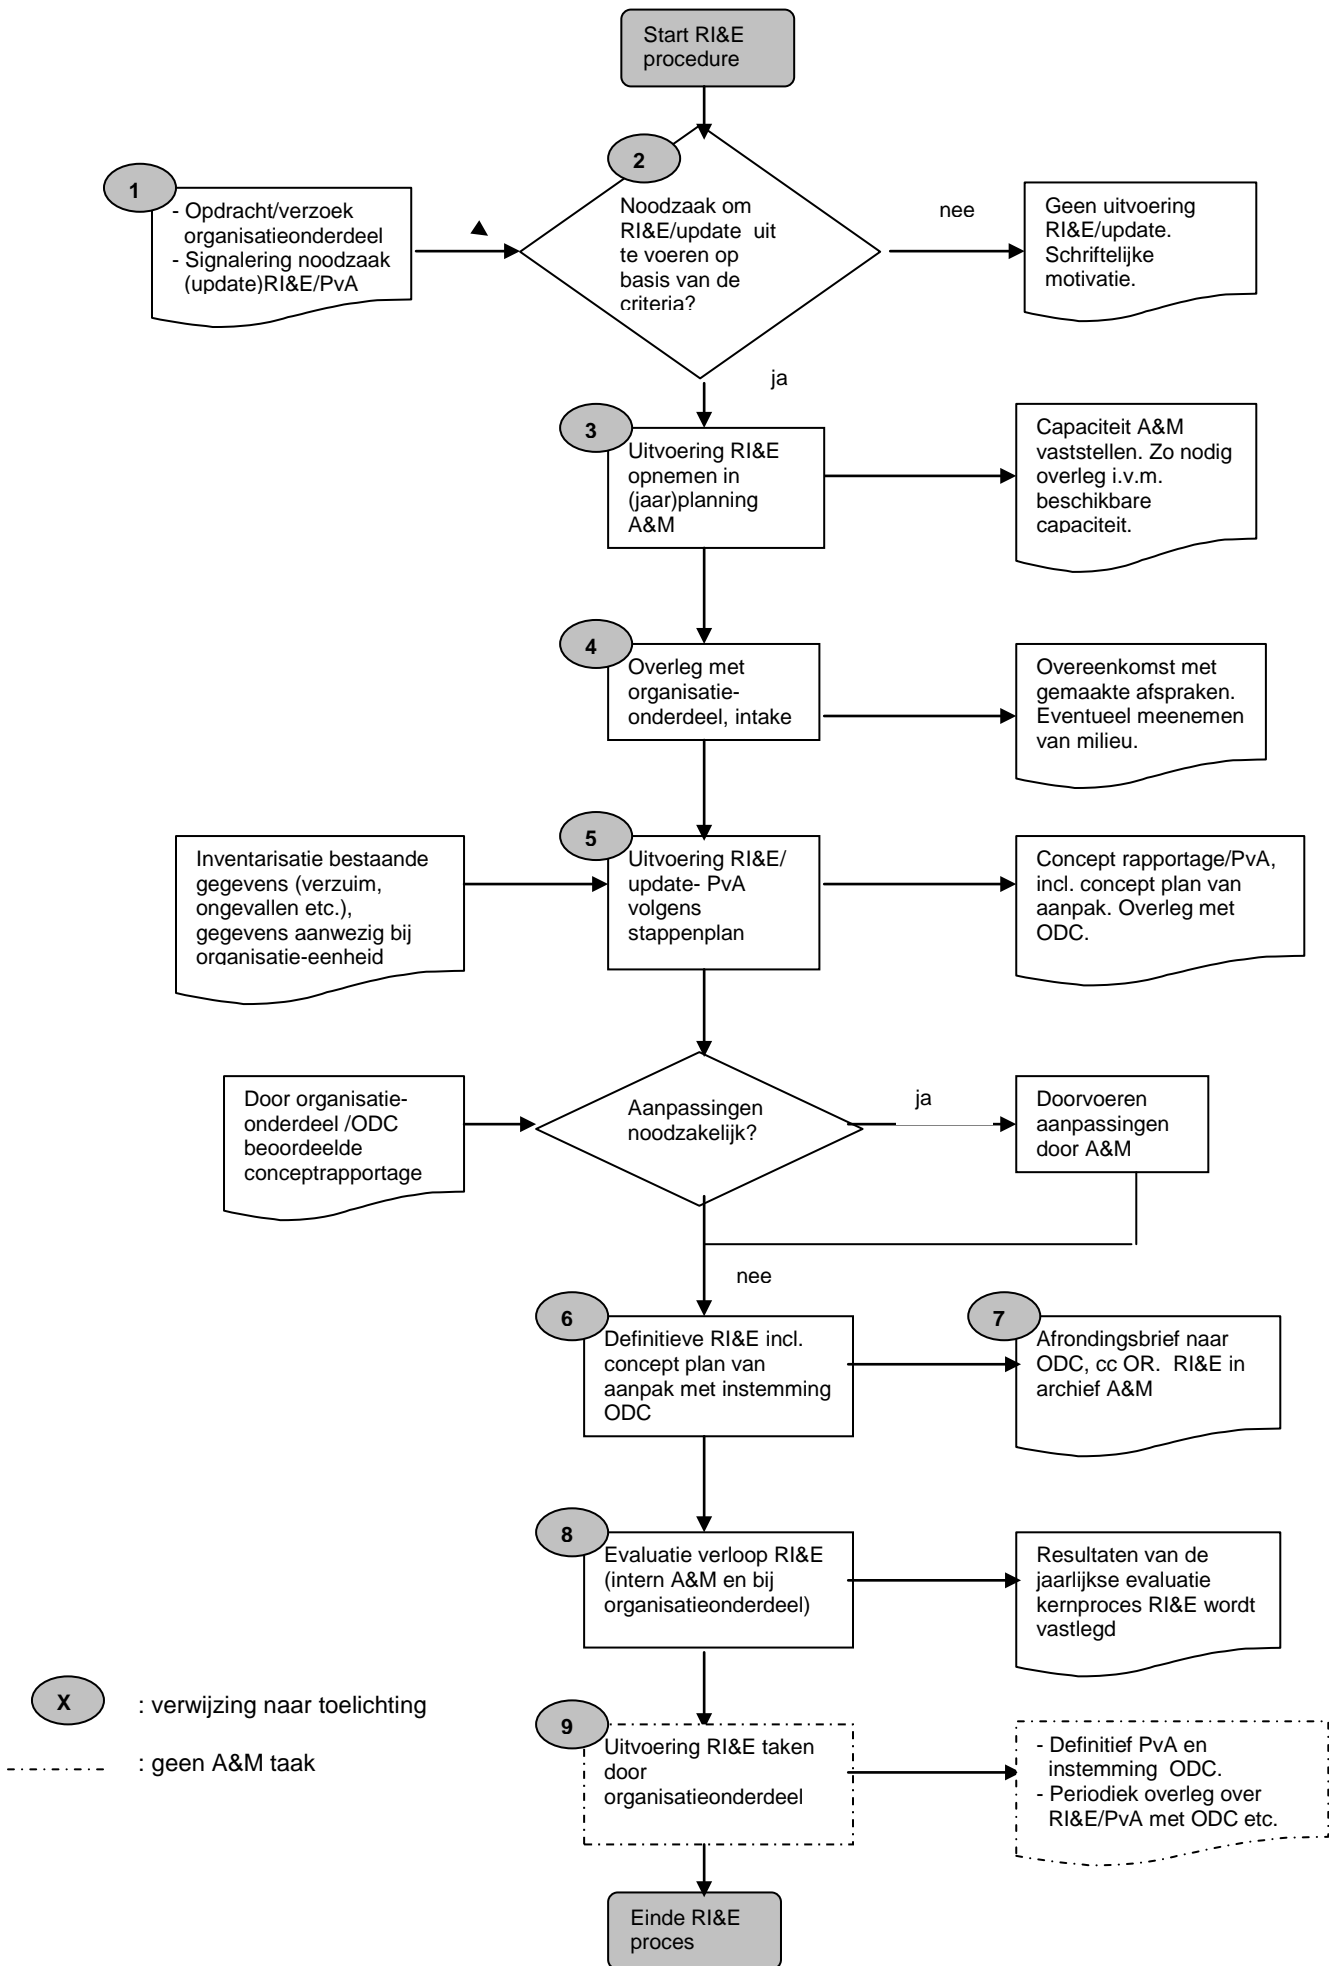 Start RI&E
procedure
2
1
- Opdracht/verzoek
organisatieonderdeel
- Signalering noodzaak
(update)RI&E/PvA
Noodzaak om
RI&E/update uit
te voeren op
basis van de
criteria?
nee
Geen uitvoering
RI&E/update.
Schriftelijke
motivatie.
ja
3
Uitvoering RI&E
opnemen in
(jaar)planning
A&M
Capaciteit A&M
vaststellen. Zo nodig
overleg i.v.m.
beschikbare
capaciteit.
4
Overleg met
organisatie-
onderdeel, intake
Overeenkomst met
gemaakte afspraken.
Eventueel meenemen
van milieu.
Inventarisatie bestaande
gegevens (verzuim,
ongevallen etc.),
gegevens aanwezig bij
organisatie-eenheid
5
Uitvoering RI&E/
update- PvA
volgens
stappenplan
Concept rapportage/PvA,
incl. concept plan van
aanpak. Overleg met
ODC.
Door organisatie-
onderdeel /ODC
beoordeelde
conceptrapportage
Aanpassingen
noodzakelijk?
ja
Doorvoeren
aanpassingen
door A&M
nee
6
Definitieve RI&E incl.
concept plan van
aanpak met instemming
ODC
7
Afrondingsbrief naar
ODC, cc OR. RI&E in
archief A&M
8
Evaluatie verloop RI&E
(intern A&M en bij
organisatieonderdeel)
Resultaten van de
jaarlijkse evaluatie
kernproces RI&E wordt
vastlegd
X
: verwijzing naar toelichting
: geen A&M taak
9
Uitvoering RI&E taken
door
organisatieonderdeel
- Definitief PvA en
instemming ODC.
- Periodiek overleg over
RI&E/PvA met ODC etc.
Einde RI&E
proces